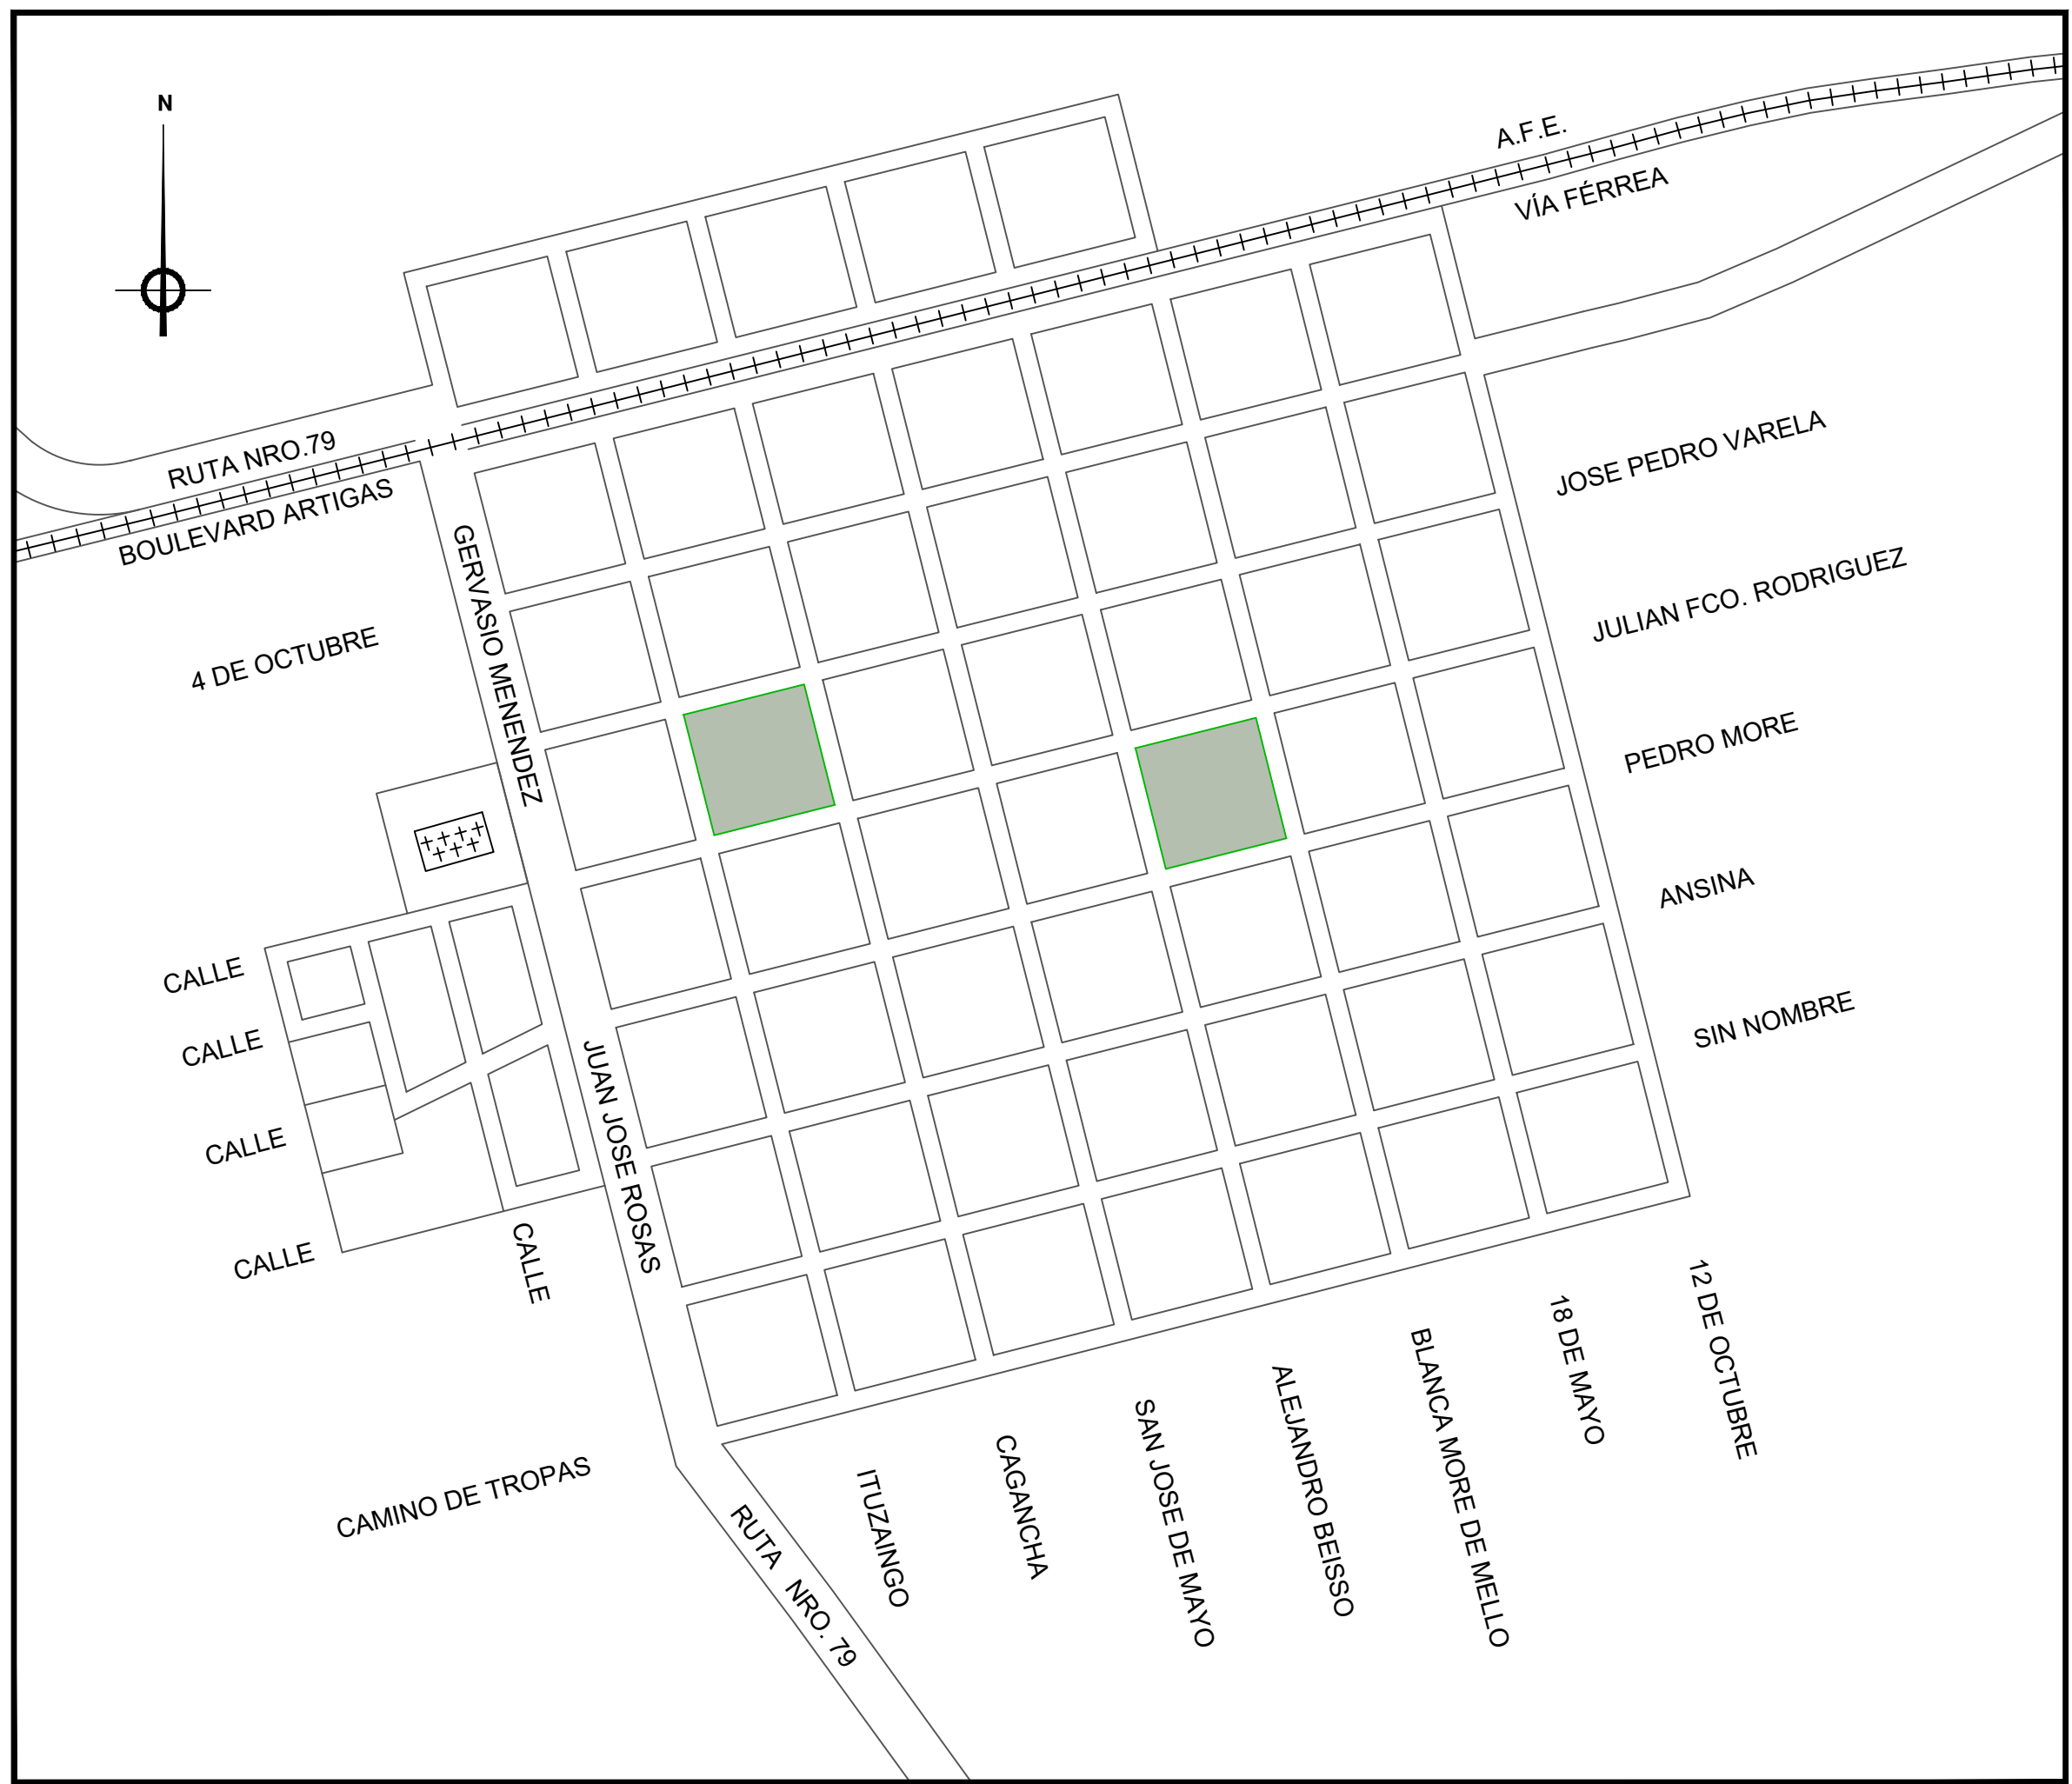 N
A.F.E.
VÍA FÉRREA
RUTA NRO.79
BOULEVARD ARTIGAS
JOSE PEDRO VARELA
GERVASIO MENENDEZ
JULIAN FCO. RODRIGUEZ
4 DE OCTUBRE
PEDRO MORE
ANSINA
CALLE
SIN NOMBRE
CALLE
CALLE
JUAN JOSE ROSAS
CALLE
CALLE
12 DE OCTUBRE
18 DE MAYO
BLANCA MORE DE MELLO
ALEJANDRO BEISSO
SAN JOSE DE MAYO
CAGANCHA
ITUZAINGO
CAMINO DE TROPAS
RUTA NRO. 79